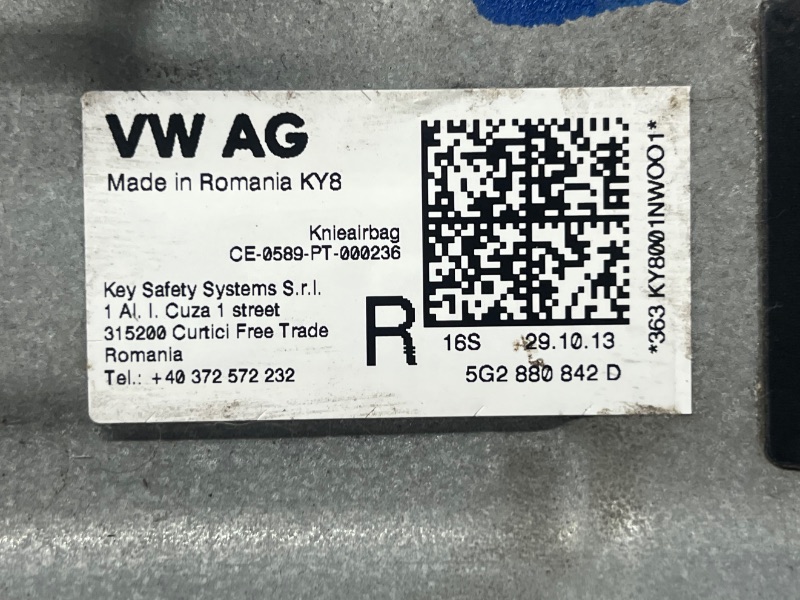 VW AG
Made in Romania KY8
Knieairbag
CE-0589-PT-000236
Key Safety Systems S.r.l.
1 Al. I. Cuza 1 street
315200 Curtici Free Trade
Romania
Tel.: +40 372 572 232
R
16S 29.10.13
5G2 880 842 D
*363 KY8001NWOO1*